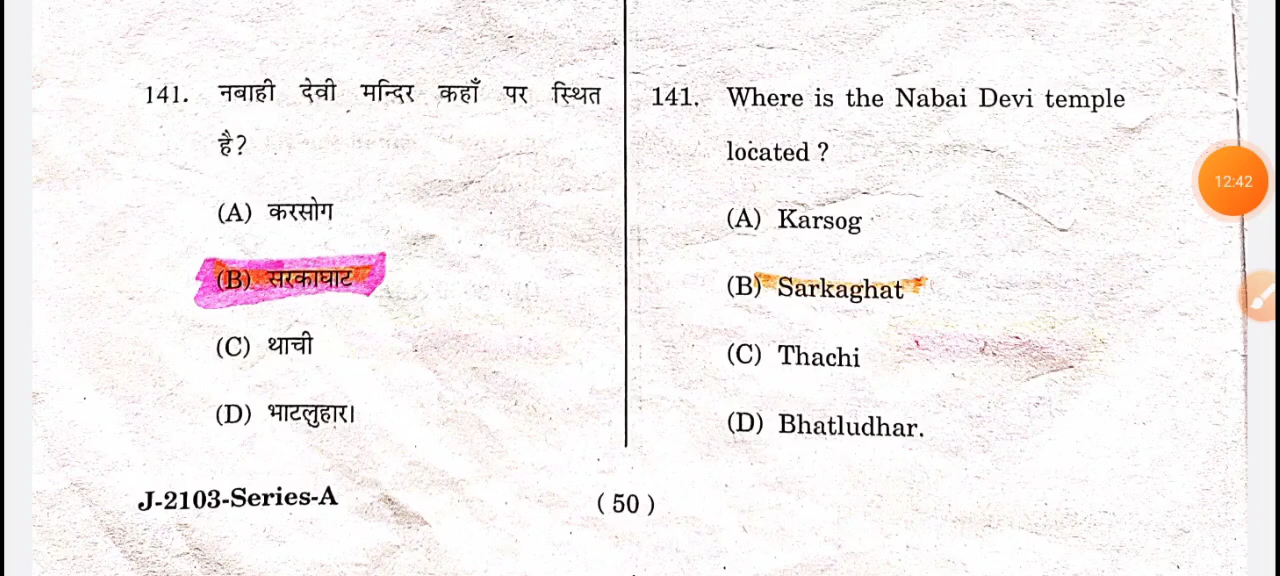 141. नबाही देवी मन्दिर कहाँ पर स्थित
है?
(A) करसोग
(B) सरकाघाट
(C) थाची
(D) भाटलुहार।
141. Where is the Nabai Devi temple
located ?
(A) Karsog
(B) Sarkaghat
(C) Thachi
(D) Bhatludhar.
12:42
J-2103-Series-A
( 50 )